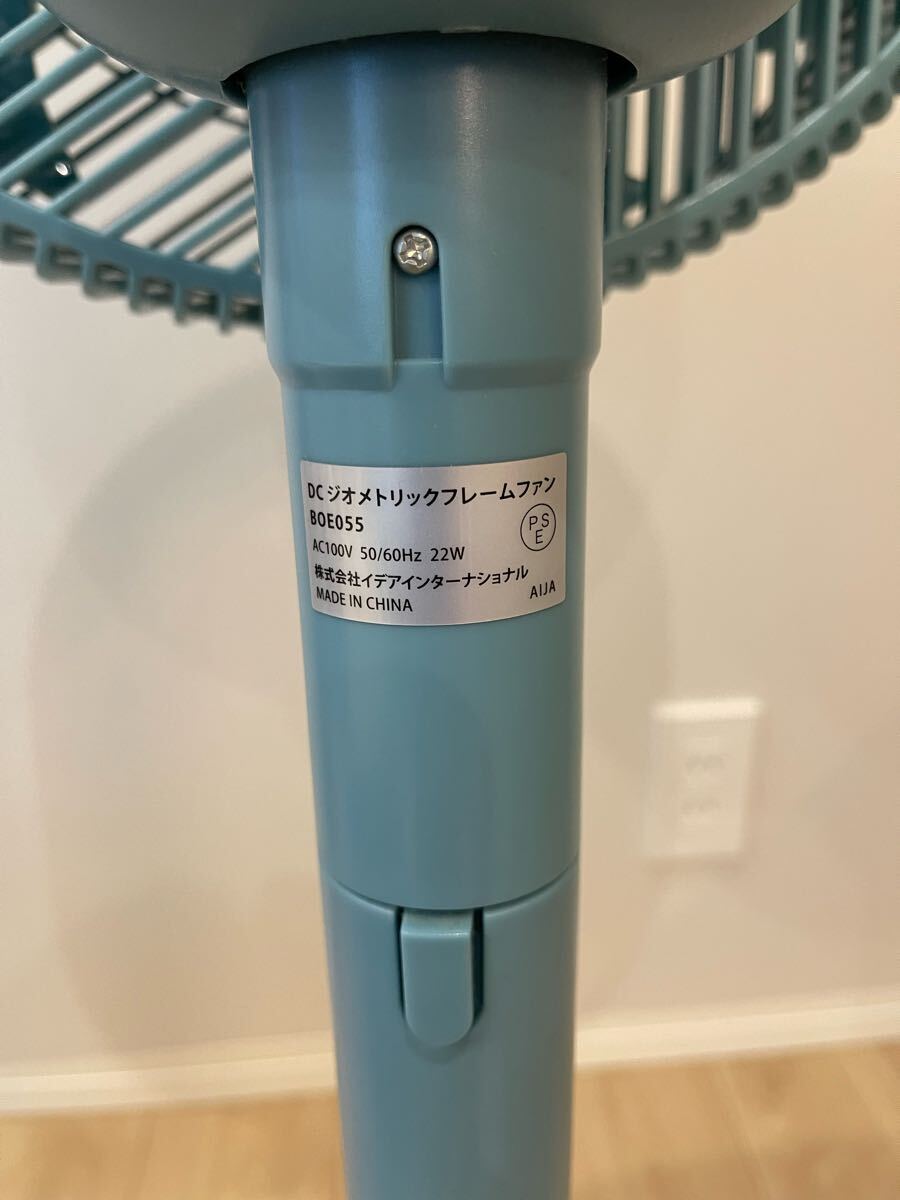 DC ジオメトリックフレームファン
BOE055
AC100V 50/60Hz 22W
PSE
株式会社イデアインターナショナル
MADE IN CHINA
AIJA